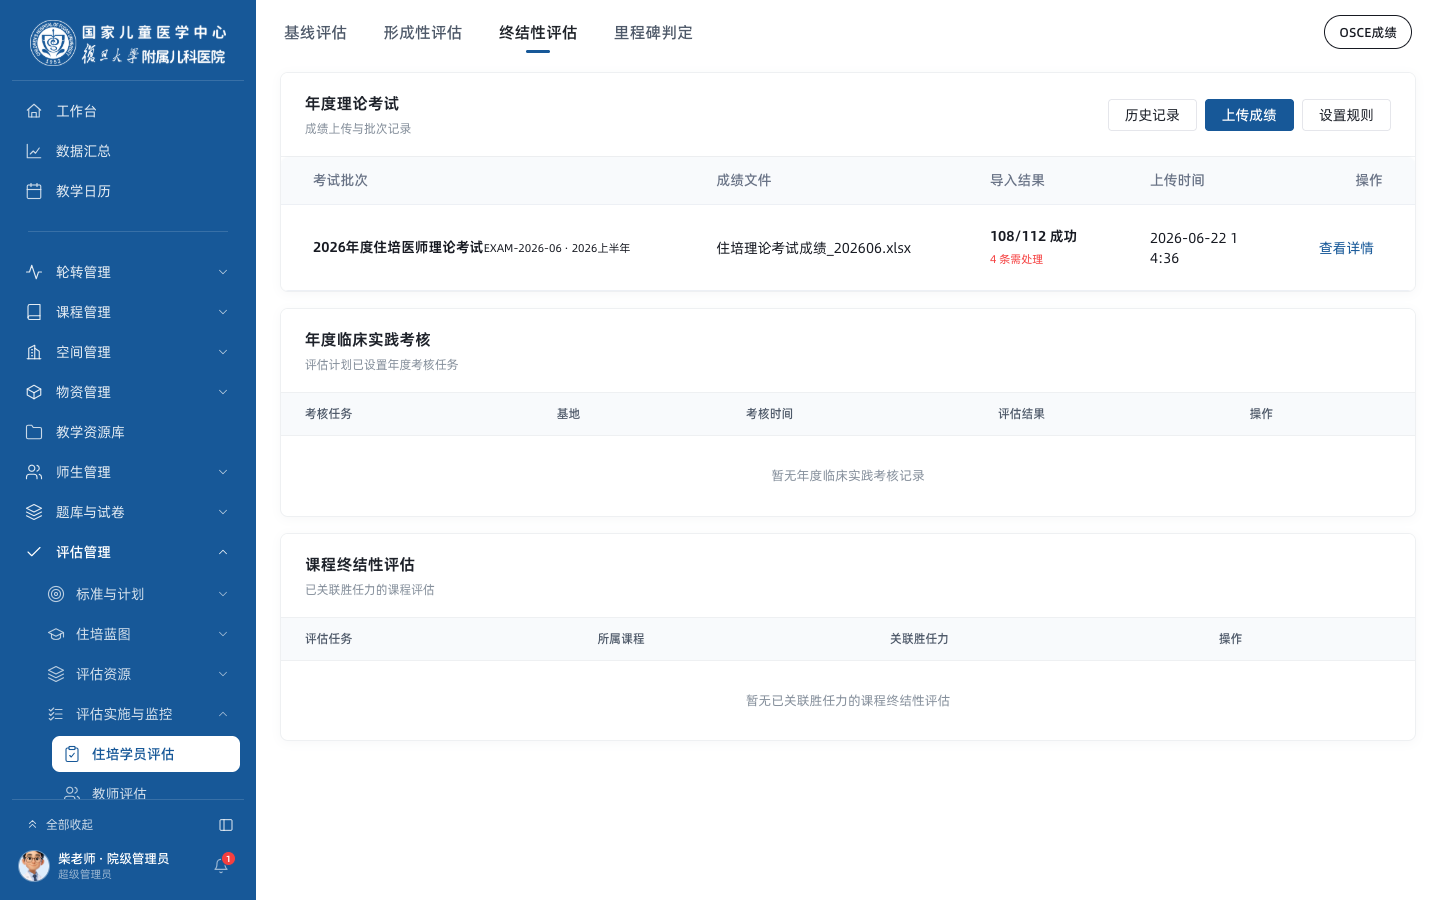 国家儿童医学中心
復旦大学附属儿科医院
工作台
数据汇总
教学日历
轮转管理
课程管理
空间管理
物资管理
教学资源库
师生管理
题库与试卷
评估管理
标准与计划
住培蓝图
评估资源
评估实施与监控
住培学员评估
教师评估
全部收起
柴老师 · 院级管理员
超级管理员
1
基线评估 形成性评估 终结性评估 里程碑判定
OSCE成绩
年度理论考试
成绩上传与批次记录
历史记录 上传成绩 设置规则
考试批次 成绩文件 导入结果 上传时间 操作
2026年度住培医师理论考试EXAM-2026-06 · 2026上半年
住培理论考试成绩_202606.xlsx
108/112 成功
4 条需处理
2026-06-22 1
4:36
查看详情
年度临床实践考核
评估计划已设置年度考核任务
考核任务 基地 考核时间 评估结果 操作
暂无年度临床实践考核记录
课程终结性评估
已关联胜任力的课程评估
评估任务 所属课程 关联胜任力 操作
暂无已关联胜任力的课程终结性评估